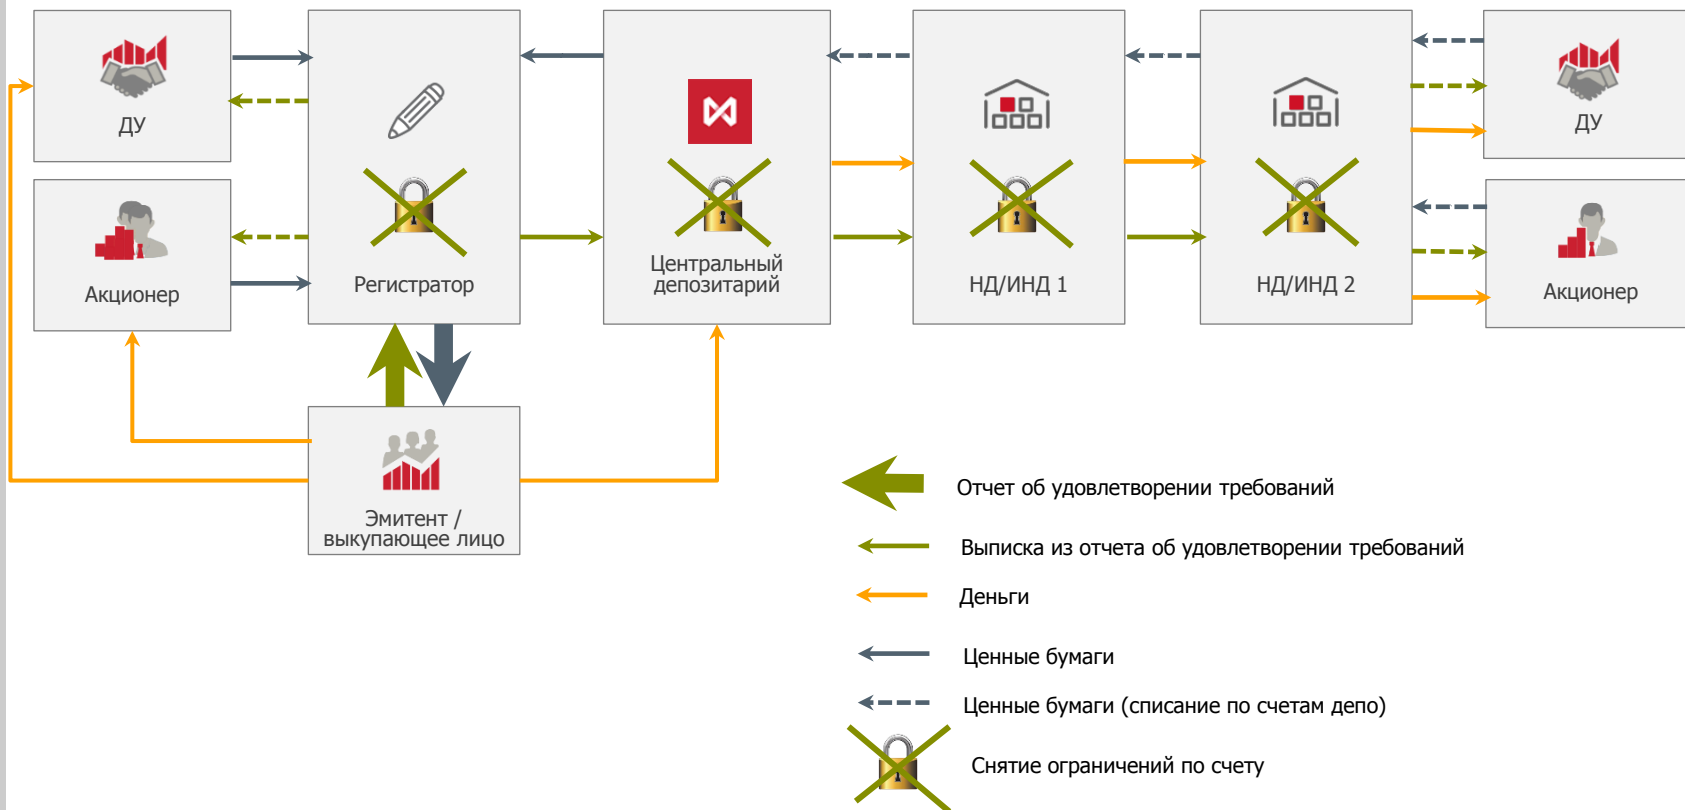 ДУ
Акционер
Регистратор
Центральный
депозитарий
НД/ИНД 1
НД/ИНД 2
ДУ
Акционер
Эмитент /
выкупающее лицо
Отчет об удовлетворении требований
Выписка из отчета об удовлетворении требований
Деньги
Ценные бумаги
Ценные бумаги (списание по счетам депо)
Снятие ограничений по счету